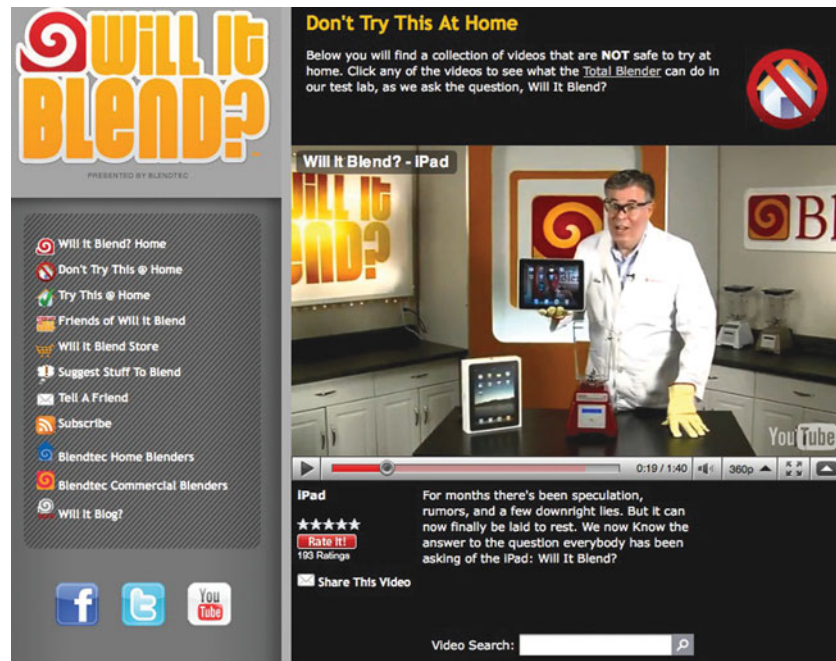 WiLL It
BLEND?
PRESENTED BY BLENDTEC
Will It Blend? Home
Don't Try This @ Home
Try This @ Home
Friends of Will it Blend
Will It Blend Store
Suggest Stuff To Blend
Tell A Friend
Subscribe
Blendtec Home Blenders
Blendtec Commercial Blenders
Will It Blog?
f
t
You
Tube
Don't Try This At Home
Below you will find a collection of videos that are NOT safe to try at
home. Click any of the videos to see what the Total Blender can do in
our test lab, as we ask the question, Will It Blend?
Will It Blend? - iPad
ILL It
END?
Bl
YouTube
0:19 / 1:40
360p
iPad
Rate It!
193 Ratings
Share This Video
For months there's been speculation,
rumors, and a few downright lies. But it can
now finally be laid to rest. We now Know the
answer to the question everybody has been
asking of the iPad: Will It Blend?
Video Search: